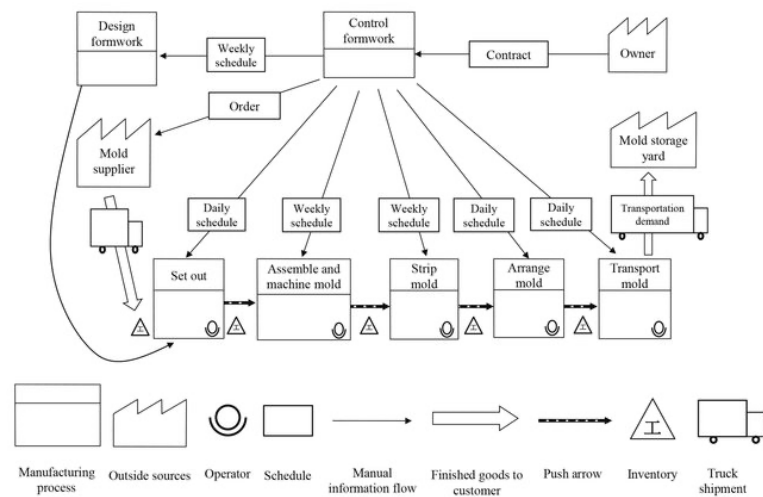 Design
formwork
Weekly
schedule
Control
formwork
Contract
Owner
Order
Mold
supplier
Mold storage
yard
Daily
schedule
Weekly
schedule
Weekly
schedule
Daily
schedule
Daily
schedule
Transportation
demand
Set out
Assemble and
machine mold
Strip
mold
Arrange
mold
Transport
mold
Manufacturing
process
Outside sources
Operator
Schedule
Manual
information flow
Finished goods to
customer
Push arrow
Inventory
Truck
shipment